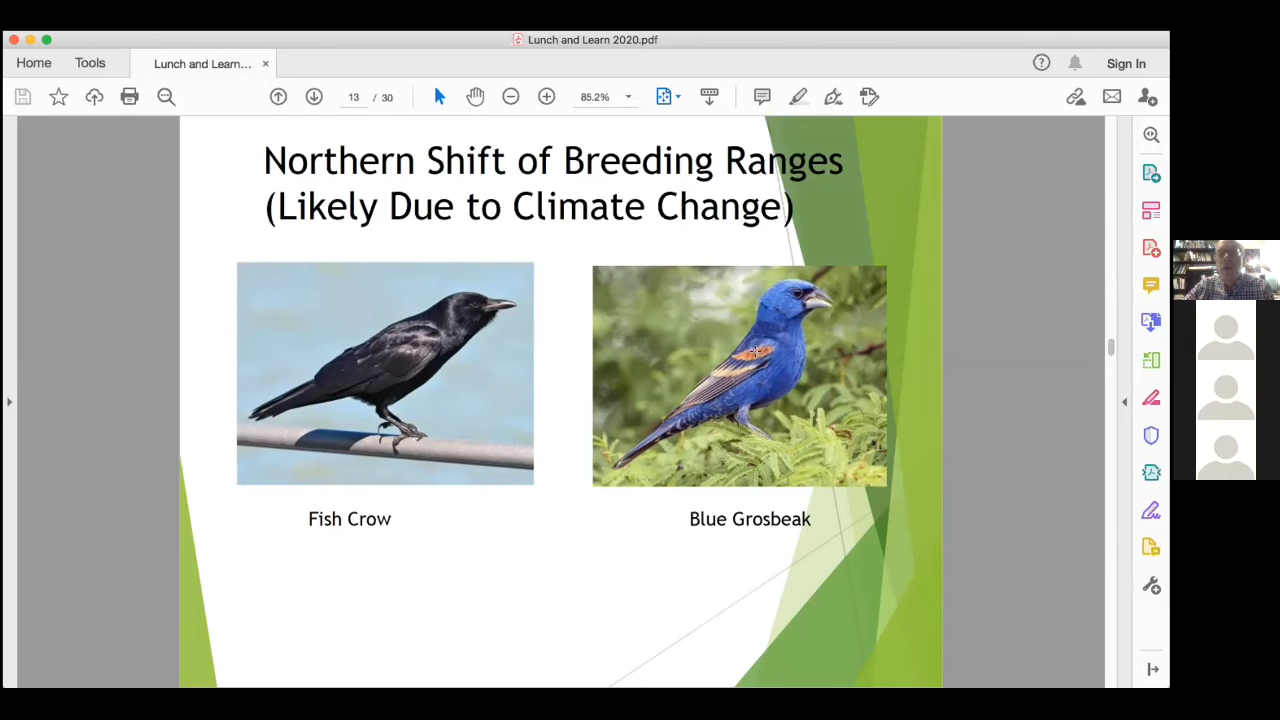 Lunch and Learn 2020.pdf
Home Tools Lunch and Learn... × Sign In
13 / 30 85.2%
Northern Shift of Breeding Ranges
(Likely Due to Climate Change)
Fish Crow Blue Grosbeak